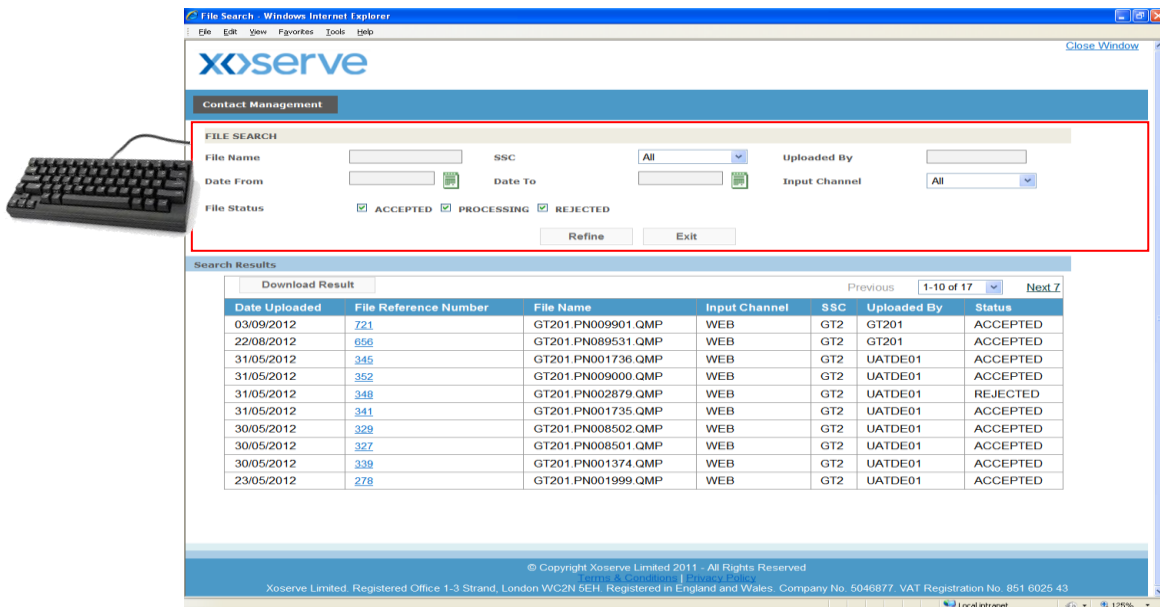 File Search - Windows Internet Explorer
File Edit View Favorites Tools Help
Close Window
xoserve
Contact Management
FILE SEARCH
File Name SSC All Uploaded By
Date From Date To Input Channel All
File Status ACCEPTED PROCESSING REJECTED
Refine Exit
Search Results
Download Result Previous 1-10 of 17 Next 7
Date Uploaded File Reference Number File Name Input Channel SSC Uploaded By Status
03/09/2012 721 GT201.PN009901.QMP WEB GT2 GT201 ACCEPTED
22/08/2012 656 GT201.PN089531.QMP WEB GT2 GT201 ACCEPTED
31/05/2012 345 GT201.PN001736.QMP WEB GT2 UATDE01 ACCEPTED
31/05/2012 352 GT201.PN009000.QMP WEB GT2 UATDE01 ACCEPTED
31/05/2012 348 GT201.PN002879.QMP WEB GT2 UATDE01 REJECTED
31/05/2012 341 GT201.PN001735.QMP WEB GT2 UATDE01 ACCEPTED
30/05/2012 329 GT201.PN008502.QMP WEB GT2 UATDE01 ACCEPTED
30/05/2012 327 GT201.PN008501.QMP WEB GT2 UATDE01 ACCEPTED
30/05/2012 339 GT201.PN001374.QMP WEB GT2 UATDE01 ACCEPTED
23/05/2012 278 GT201.PN001999.QMP WEB GT2 UATDE01 ACCEPTED
© Copyright Xoserve Limited 2011 - All Rights Reserved
Terms & Conditions | Privacy Policy
Xoserve Limited. Registered Office 1-3 Strand, London WC2N 5EH. Registered in England and Wales. Company No. 5046877. VAT Registration No. 851 6025 43
Local intranet 125%